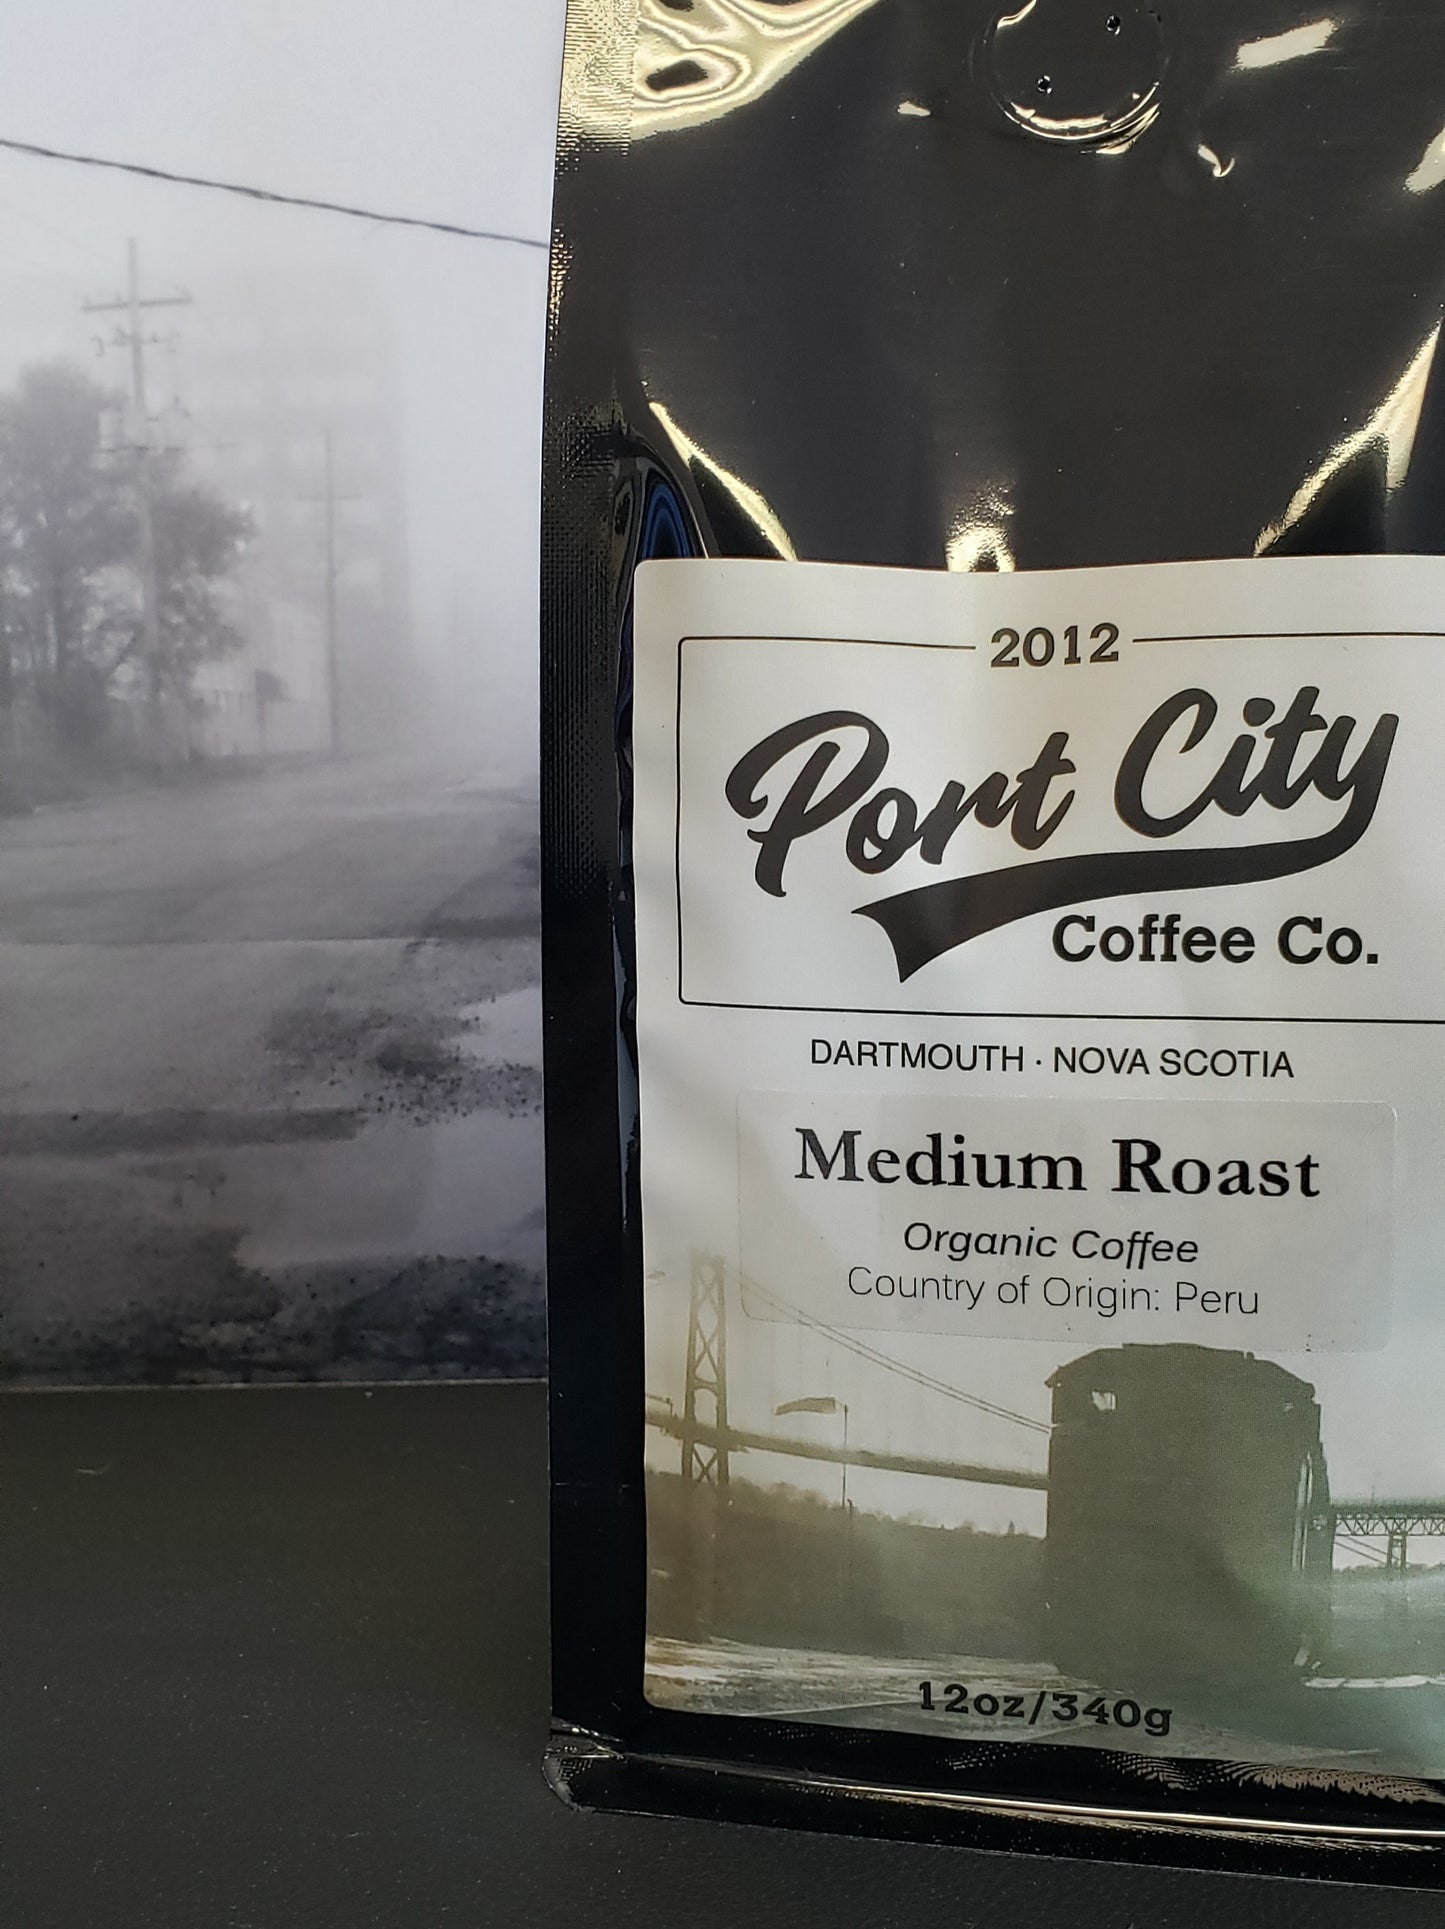 2012
Port City
Coffee Co.
DARTMOUTH · NOVA SCOTIA
Medium Roast
Organic Coffee
Country of Origin: Peru
12oz/340g